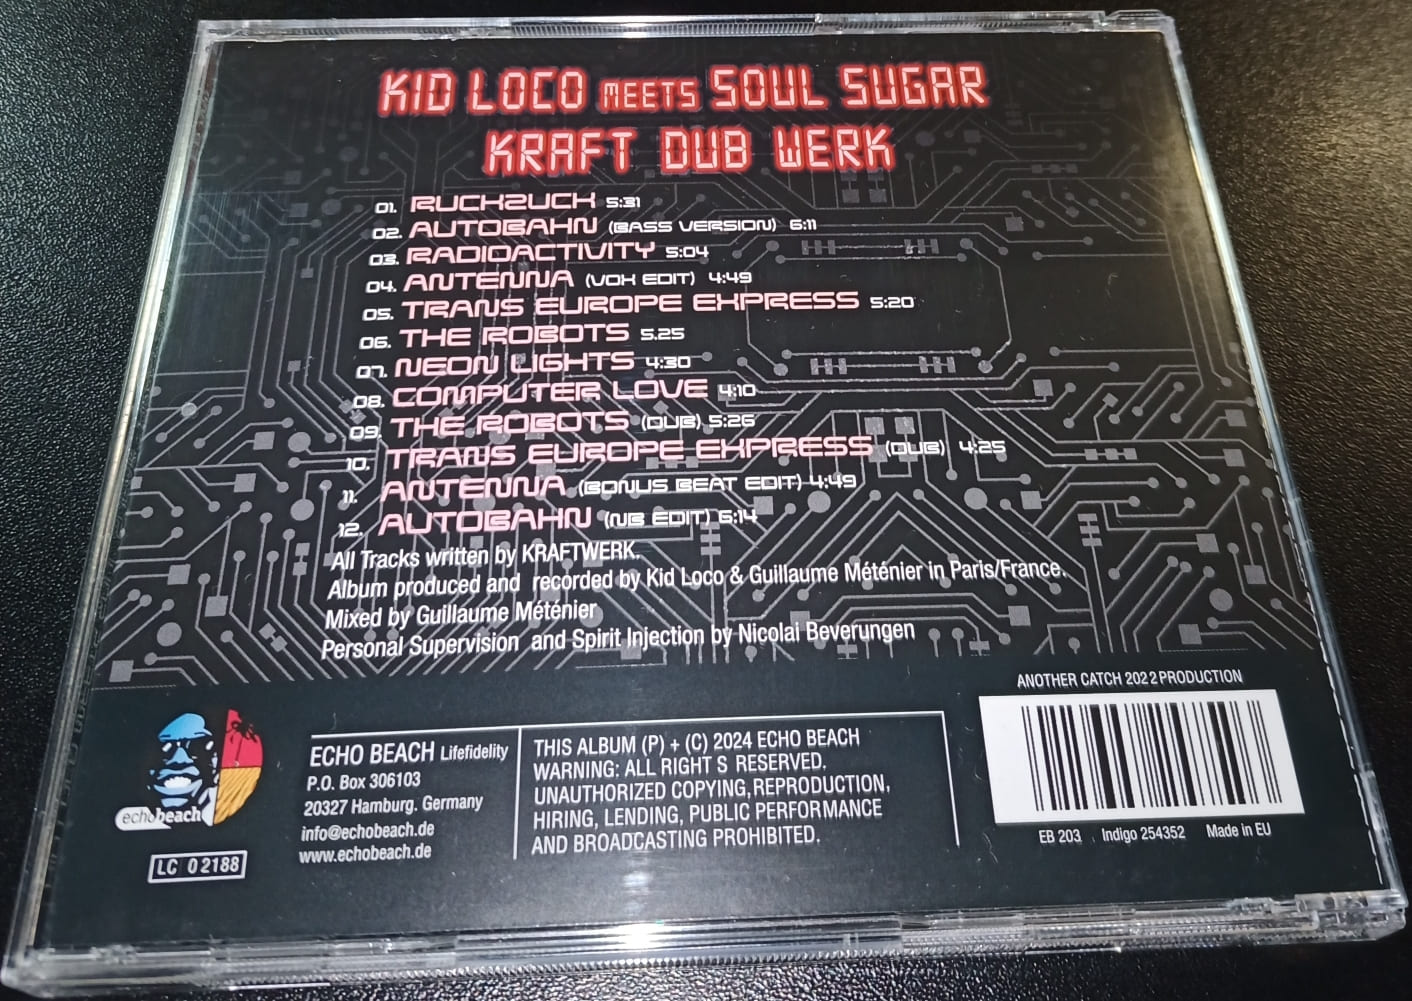 KID LOCO MEETS SOUL SUGAR
KRAFT DUB WERK
01. RUCKZUCK 5:31
02. AUTOBAHN (BASS VERSION) 6:11
03. RADIOACTIVITY 5:04
04. ANTENNA (VOX EDIT) 4:49
05. TRANS EUROPE EXPRESS 5:20
06. THE ROBOTS 5.25
07. NEON LIGHTS 4:30
08. COMPUTER LOVE 4:10
09. THE ROBOTS (DUB) 5:26
10. TRANS EUROPE EXPRESS (DUB) 4:25
11. ANTENNA (BONUS BEAT EDIT) 4:49
12. AUTOBAHN (NB EDIT) 6:14
All Tracks written by KRAFTWERK.
Album produced and recorded by Kid Loco & Guillaume Méténier in Paris/France.
Mixed by Guillaume Méténier
Personal Supervision and Spirit Injection by Nicolai Beverungen
echobeach
LC 02188
ECHO BEACH Lifefidelity
P.O. Box 306103
20327 Hamburg. Germany
info@echobeach.de
www.echobeach.de
THIS ALBUM (P) + (C) 2024 ECHO BEACH
WARNING: ALL RIGHT S RESERVED.
UNAUTHORIZED COPYING, REPRODUCTION,
HIRING, LENDING, PUBLIC PERFORMANCE
AND BROADCASTING PROHIBITED.
ANOTHER CATCH 2022 PRODUCTION
EB 203 Indigo 254352 Made in EU